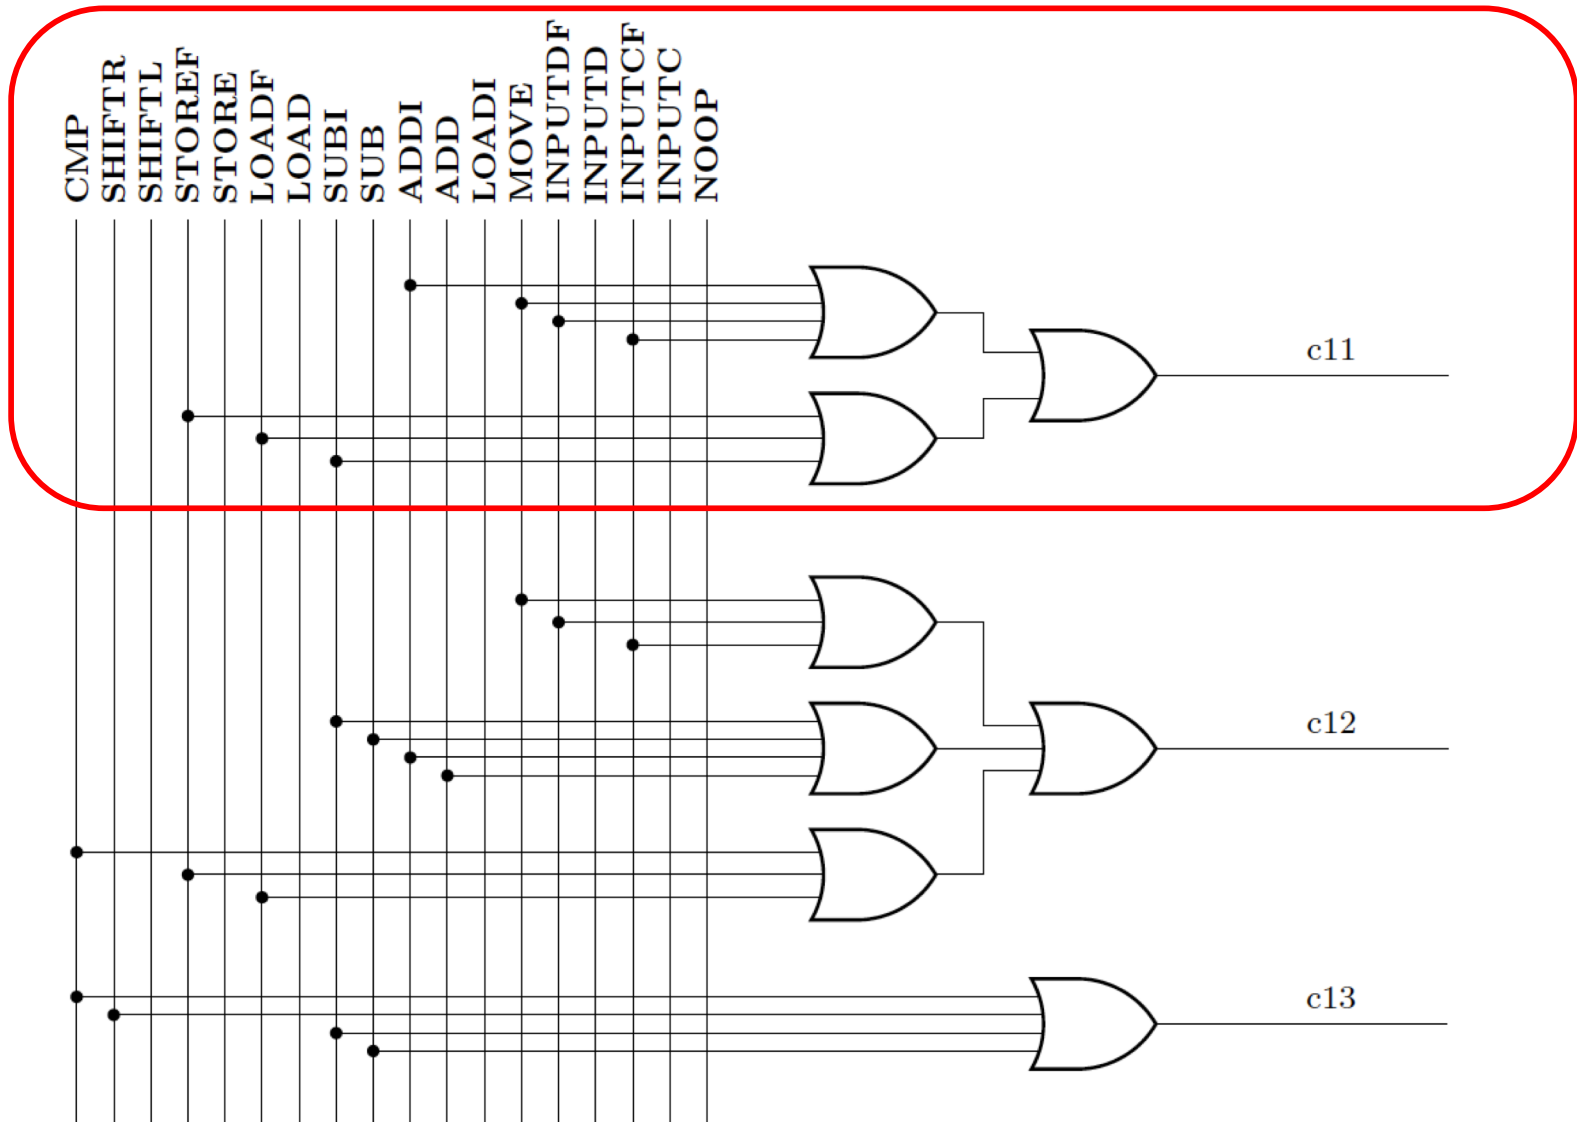 CMP
SHIFTR
SHIFTL
STOREF
STORE
LOADF
LOAD
SUBI
SUB
ADDI
ADD
LOADI
MOVE
INPUTDF
INPUTD
INPUTCF
INPUTC
NOOP
c11
c12
c13